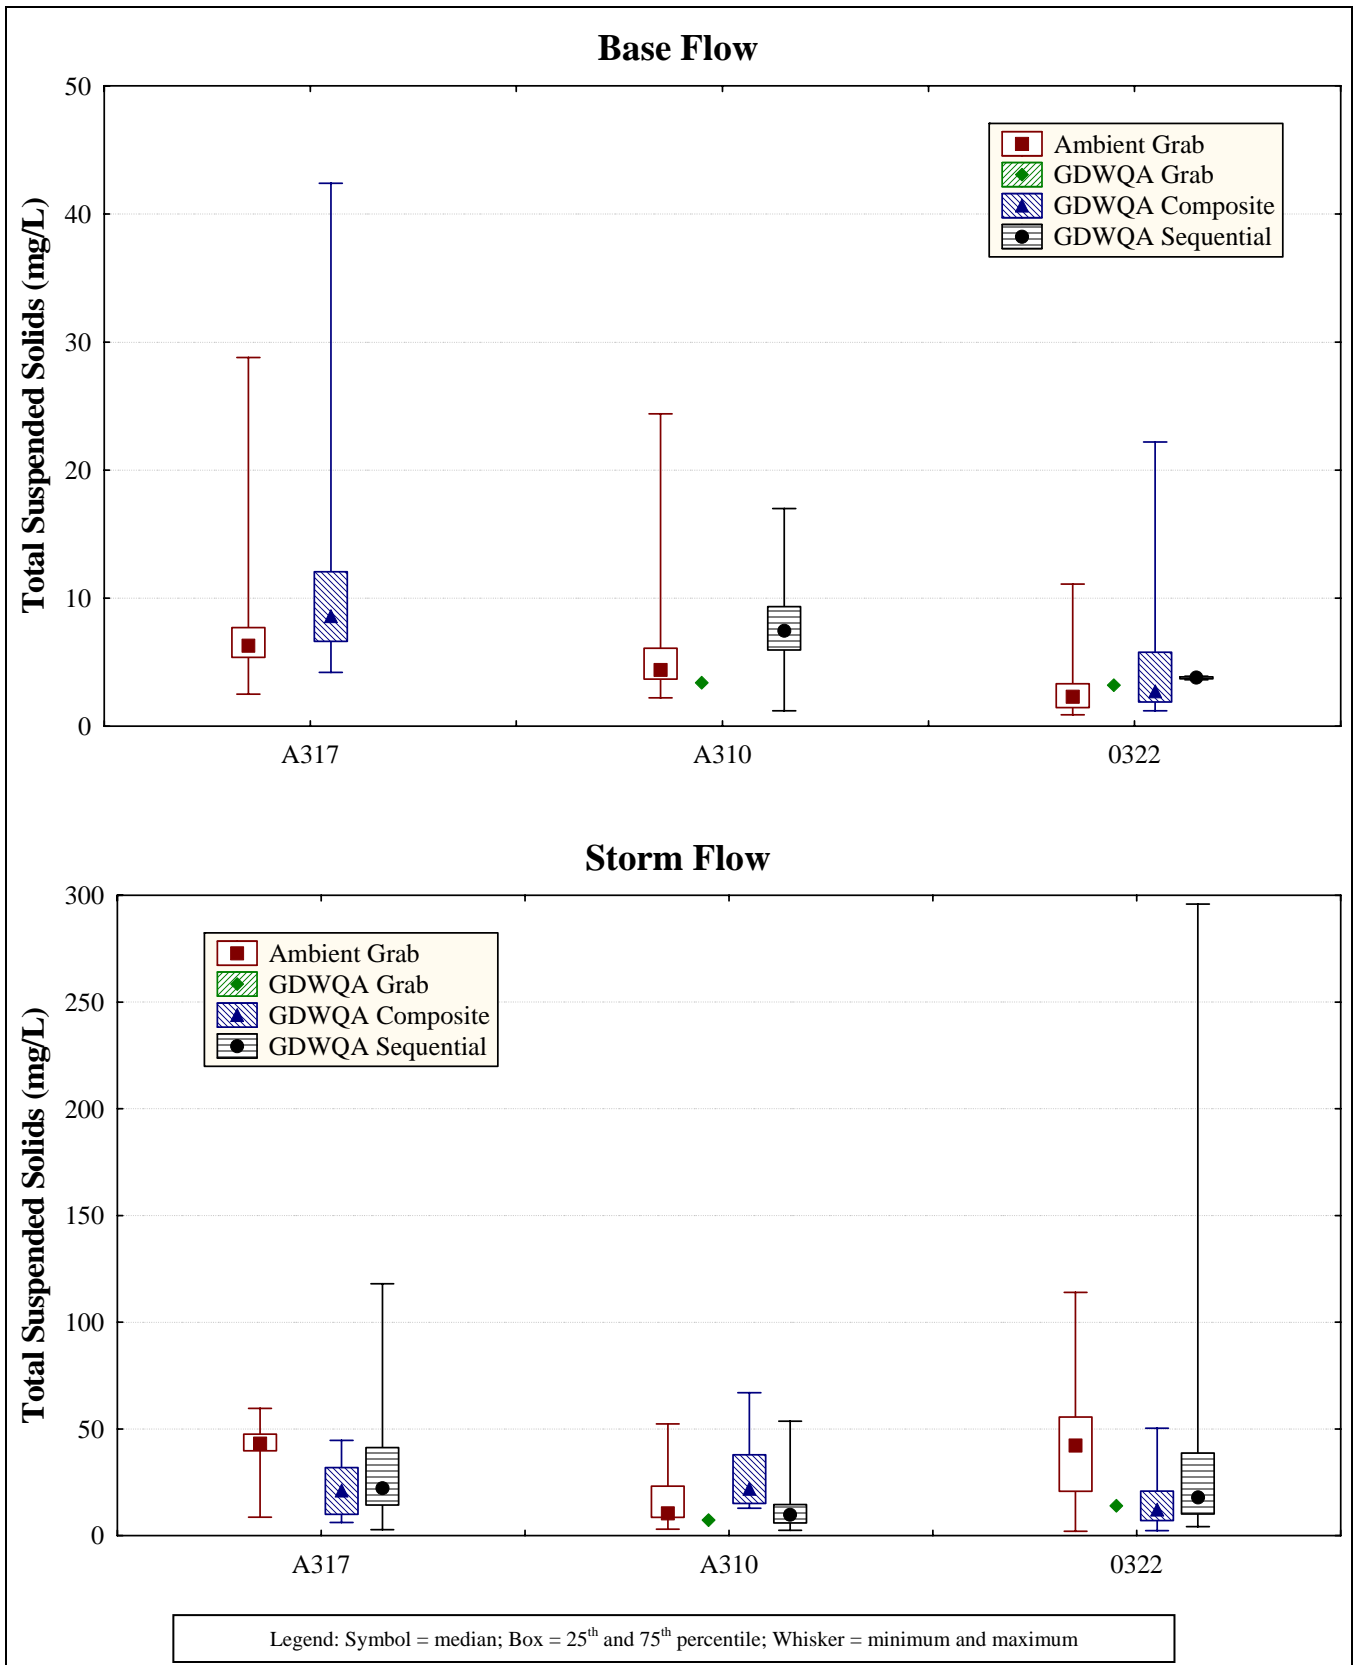 Base Flow
Total Suspended Solids (mg/L)
50
40
30
20
10
0
Ambient Grab
GDWQA Grab
GDWQA Composite
GDWQA Sequential
A317 A310 0322
Storm Flow
Total Suspended Solids (mg/L)
300
250
200
150
100
50
0
Ambient Grab
GDWQA Grab
GDWQA Composite
GDWQA Sequential
A317 A310 0322
Legend: Symbol = median; Box = 25th and 75th percentile; Whisker = minimum and maximum